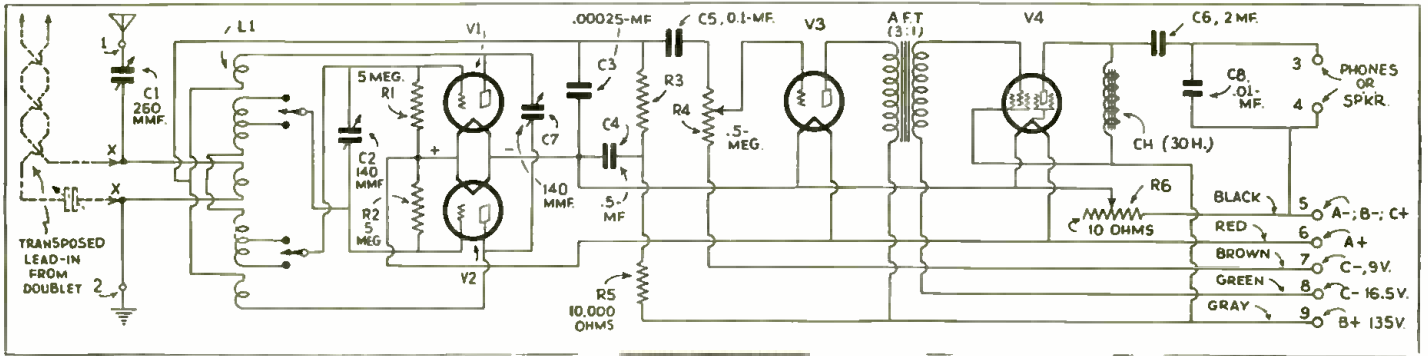 L1
V1
.00025-MF
C5, 0.1-MF.
V3
A.F.T
(3:1)
V4
C6, 2 MF.
1
C1
260
MMF.
5 MEG.
R1
C3
R3
R4
C7
C8,
.01-
MF.
3
4
PHONES
OR
SPKR.
X
X
C2
140
MMF
+
-
C4
.5-
MEG.
CH (30 H.)
R2
5
MEG
140
MMF.
.5-
MF
R6
10 OHMS
BLACK
5
A-; B-; C+
RED
6
A+
BROWN
7
C-, 9 V.
GREEN
8
C- 16.5 V.
GRAY
9
B+ 135 V.
TRANSPOSED
LEAD-IN
FROM
DOUBLET
2
V2
R5
10,000
OHMS